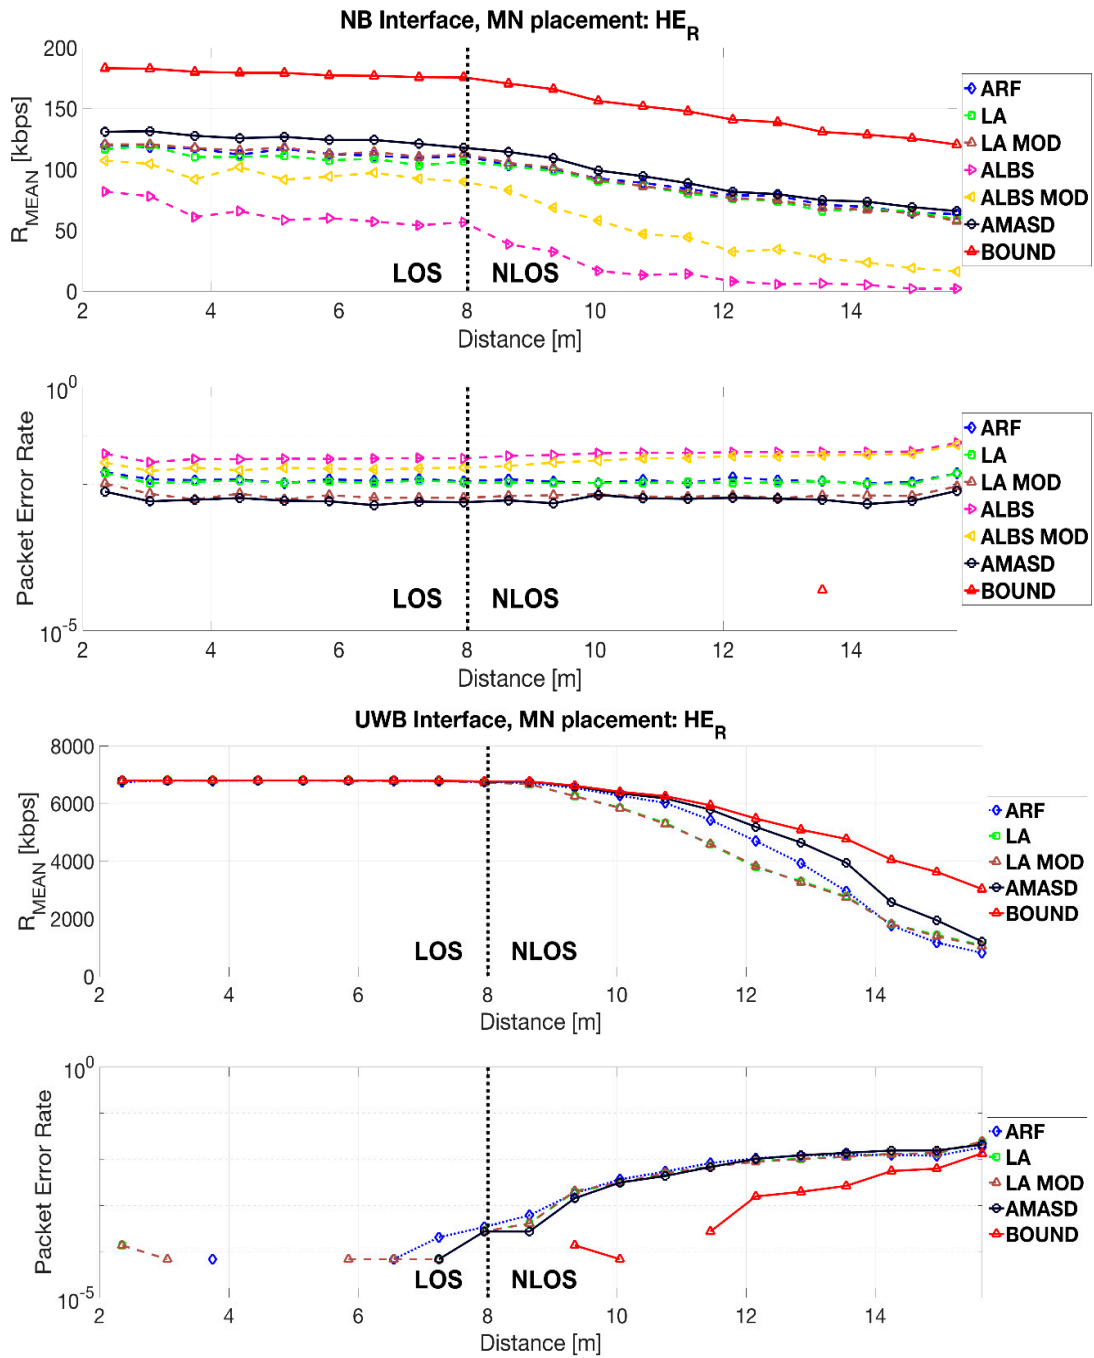 NB Interface, MN placement: HE_R
R_MEAN [kbps]
200
150
100
50
0
LOS
NLOS
2
4
6
8
10
12
14
Distance [m]
ARF
LA
LA MOD
ALBS
ALBS MOD
AMASD
BOUND
Packet Error Rate
10^0
10^-5
LOS
NLOS
2
4
6
8
10
12
14
Distance [m]
ARF
LA
LA MOD
ALBS
ALBS MOD
AMASD
BOUND
UWB Interface, MN placement: HE_R
R_MEAN [kbps]
8000
6000
4000
2000
0
LOS
NLOS
2
4
6
8
10
12
14
Distance [m]
ARF
LA
LA MOD
AMASD
BOUND
Packet Error Rate
10^0
10^-5
LOS
NLOS
2
4
6
8
10
12
14
Distance [m]
ARF
LA
LA MOD
AMASD
BOUND